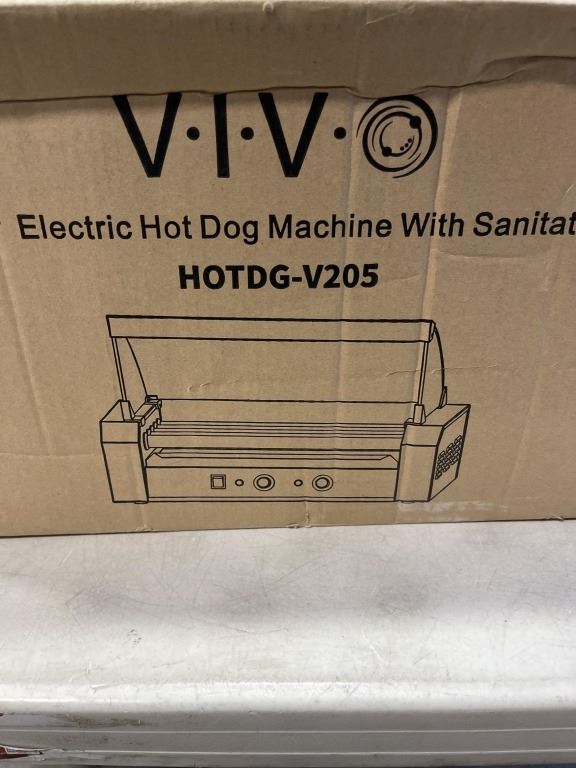 V·I·V·O
Electric Hot Dog Machine With Sanitat
HOTDG-V205